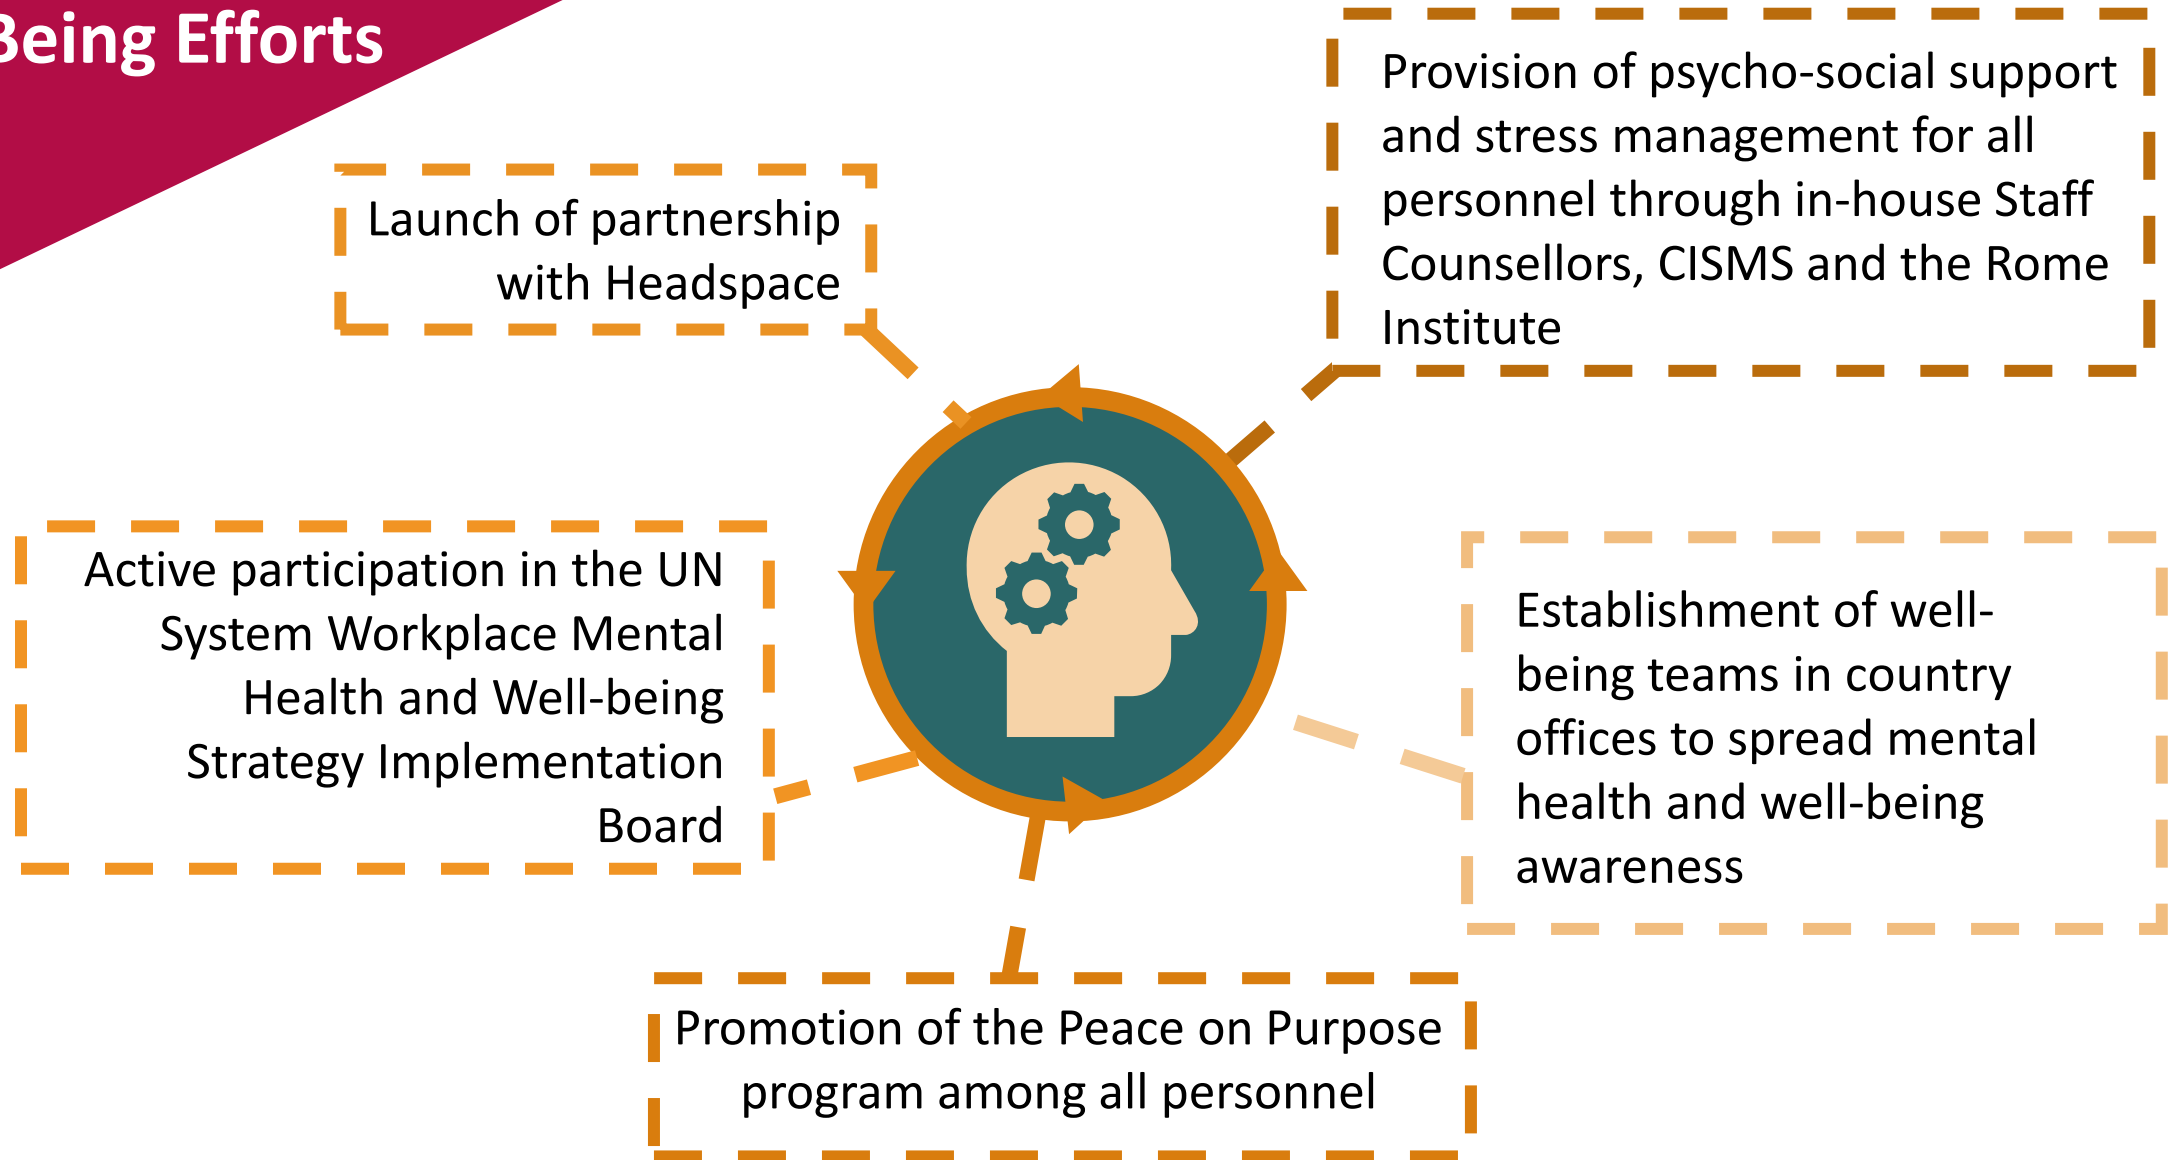 Being Efforts
Launch of partnership
with Headspace
Provision of psycho-social support
and stress management for all
personnel through in-house Staff
Counsellors, CISMS and the Rome
Institute
Active participation in the UN
System Workplace Mental
Health and Well-being
Strategy Implementation
Board
Establishment of well-
being teams in country
offices to spread mental
health and well-being
awareness
Promotion of the Peace on Purpose
program among all personnel